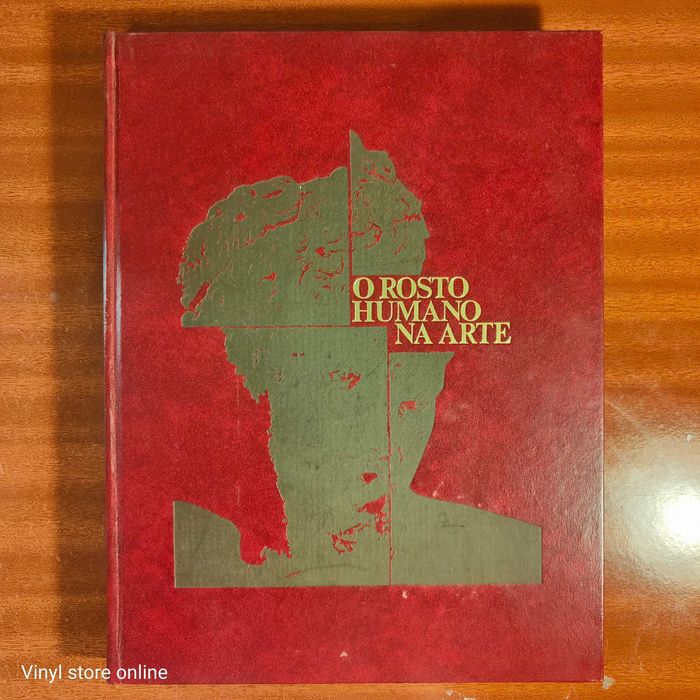 O ROSTO
HUMANO
NA ARTE
Vinyl store online